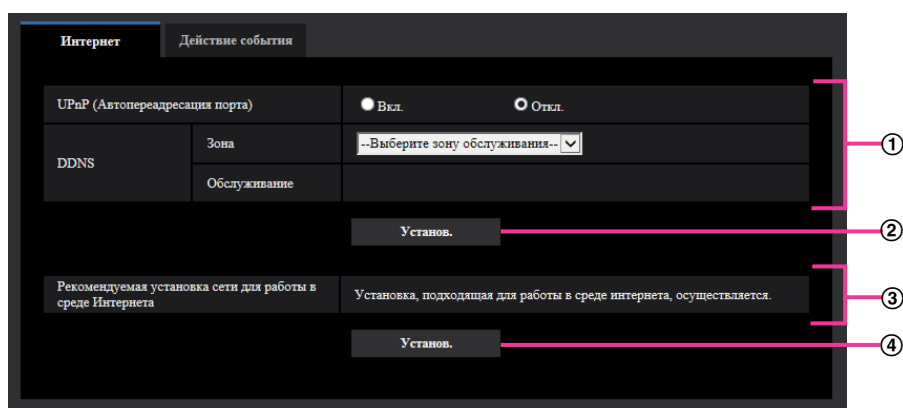 Интернет
Действие события
UPnP (Автопереадресация порта)
Вкл.
Откл.
DDNS
Зона
--Выберите зону обслуживания--
Обслуживание
①
Установ.
②
Рекомендуемая установка сети для работы в
среде Интернета
Установка, подходящая для работы в среде интернета, осуществляется.
③
Установ.
④